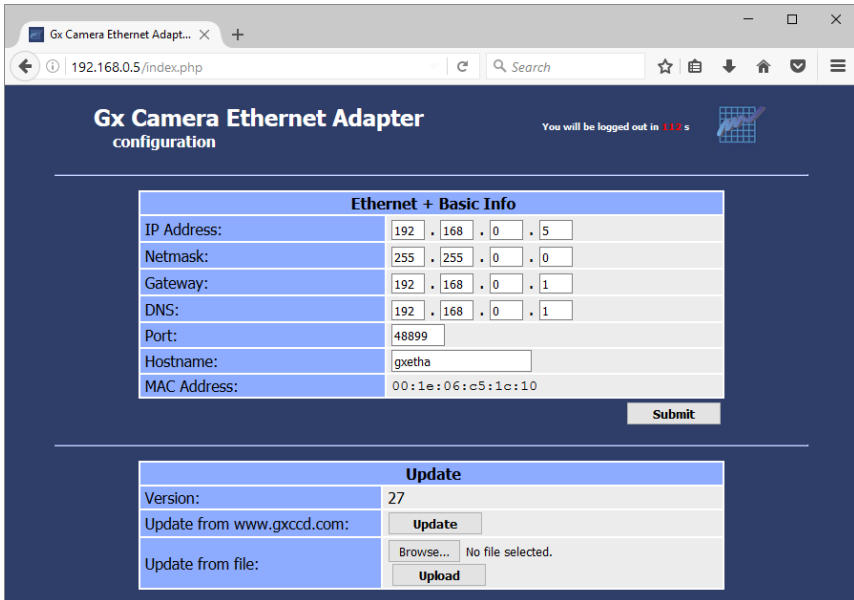 Gx Camera Ethernet Adapt...
192.168.0.5/index.php
Search
Gx Camera Ethernet Adapter
configuration
You will be logged out in 112 s
Ethernet + Basic Info
IP Address: 192 . 168 . 0 . 5
Netmask: 255 . 255 . 0 . 0
Gateway: 192 . 168 . 0 . 1
DNS: 192 . 168 . 0 . 1
Port: 48899
Hostname: gxetha
MAC Address: 00:1e:06:c5:1c:10
Submit
Update
Version: 27
Update from www.gxccd.com: Update
Update from file: Browse... No file selected.
Upload